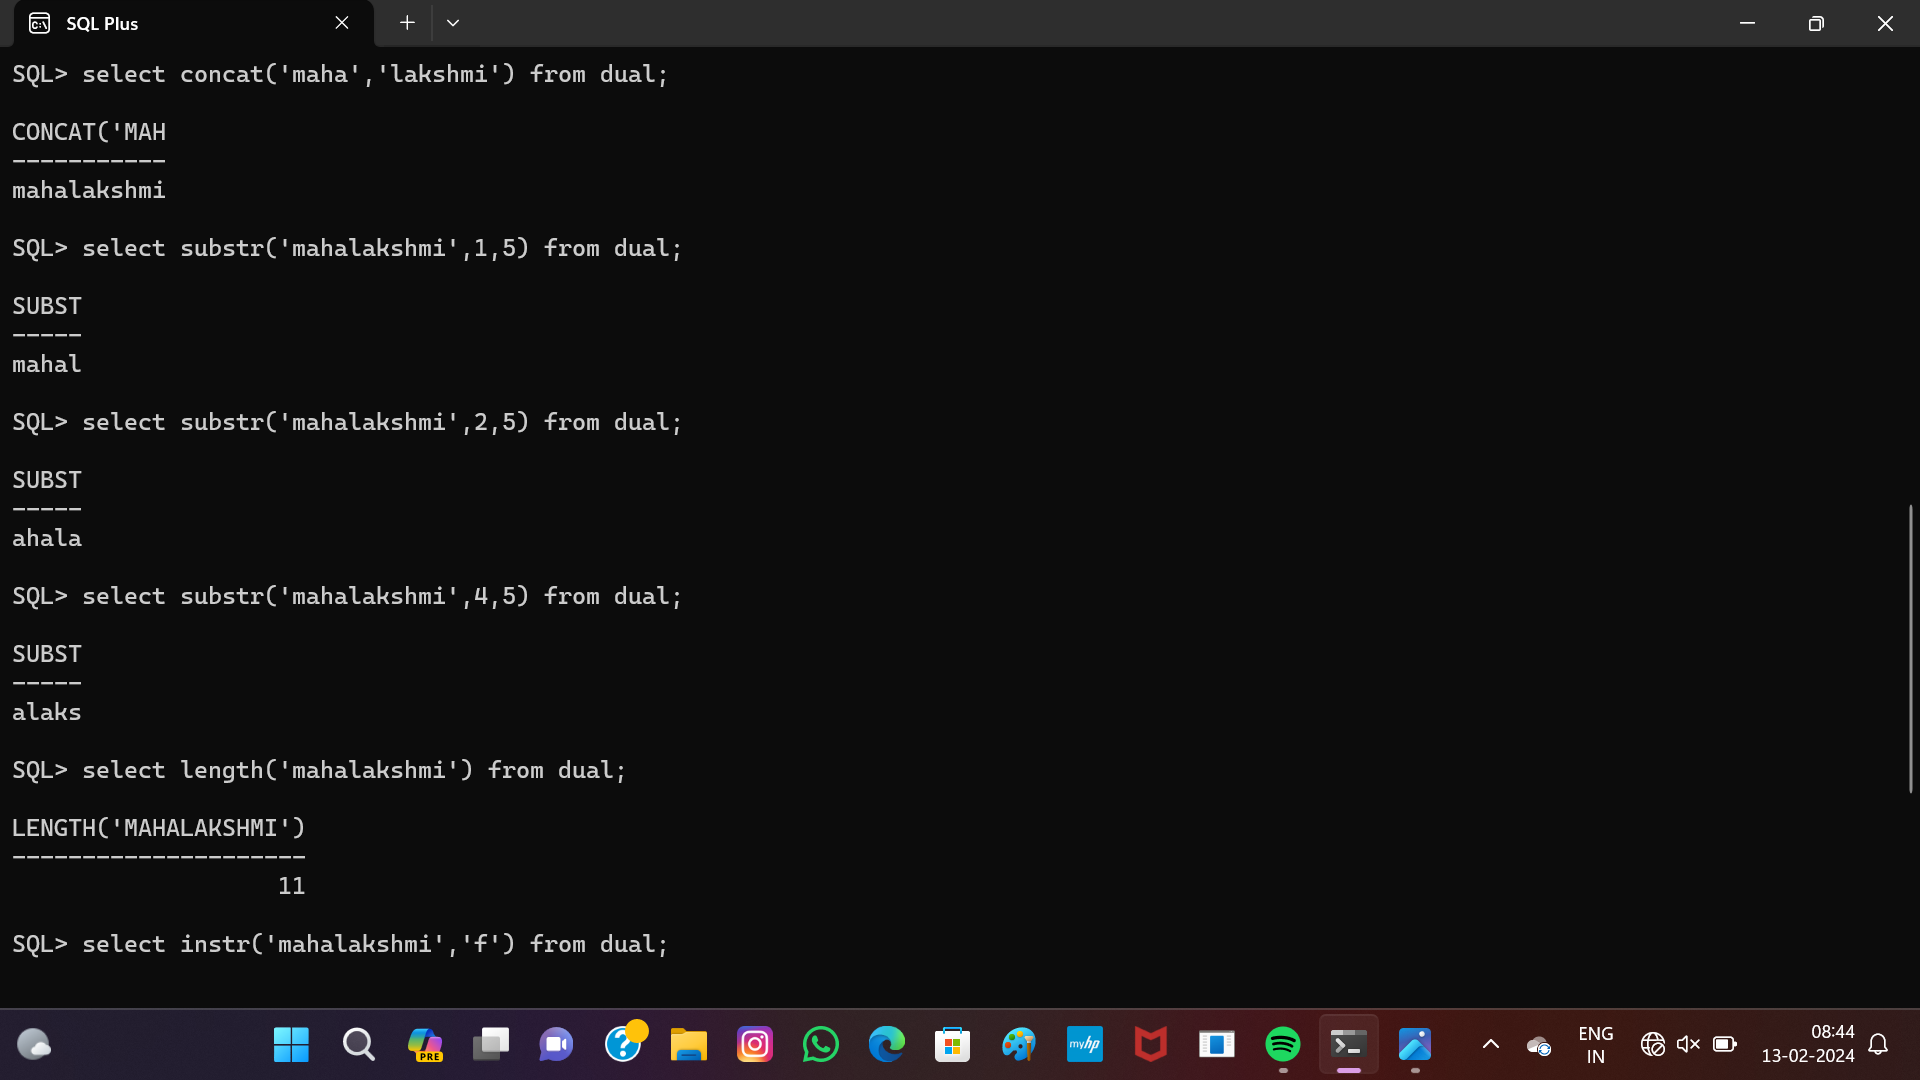 SQL Plus
SQL> select concat('maha','lakshmi') from dual;
CONCAT('MAH
-----------
mahalakshmi
SQL> select substr('mahalakshmi',1,5) from dual;
SUBST
-----
mahal
SQL> select substr('mahalakshmi',2,5) from dual;
SUBST
-----
ahala
SQL> select substr('mahalakshmi',4,5) from dual;
SUBST
-----
alaks
SQL> select length('mahalakshmi') from dual;
LENGTH('MAHALAKSHMI')
---------------------
11
SQL> select instr('mahalakshmi','f') from dual;
PRE
myhp
ENG
IN
08:44
13-02-2024